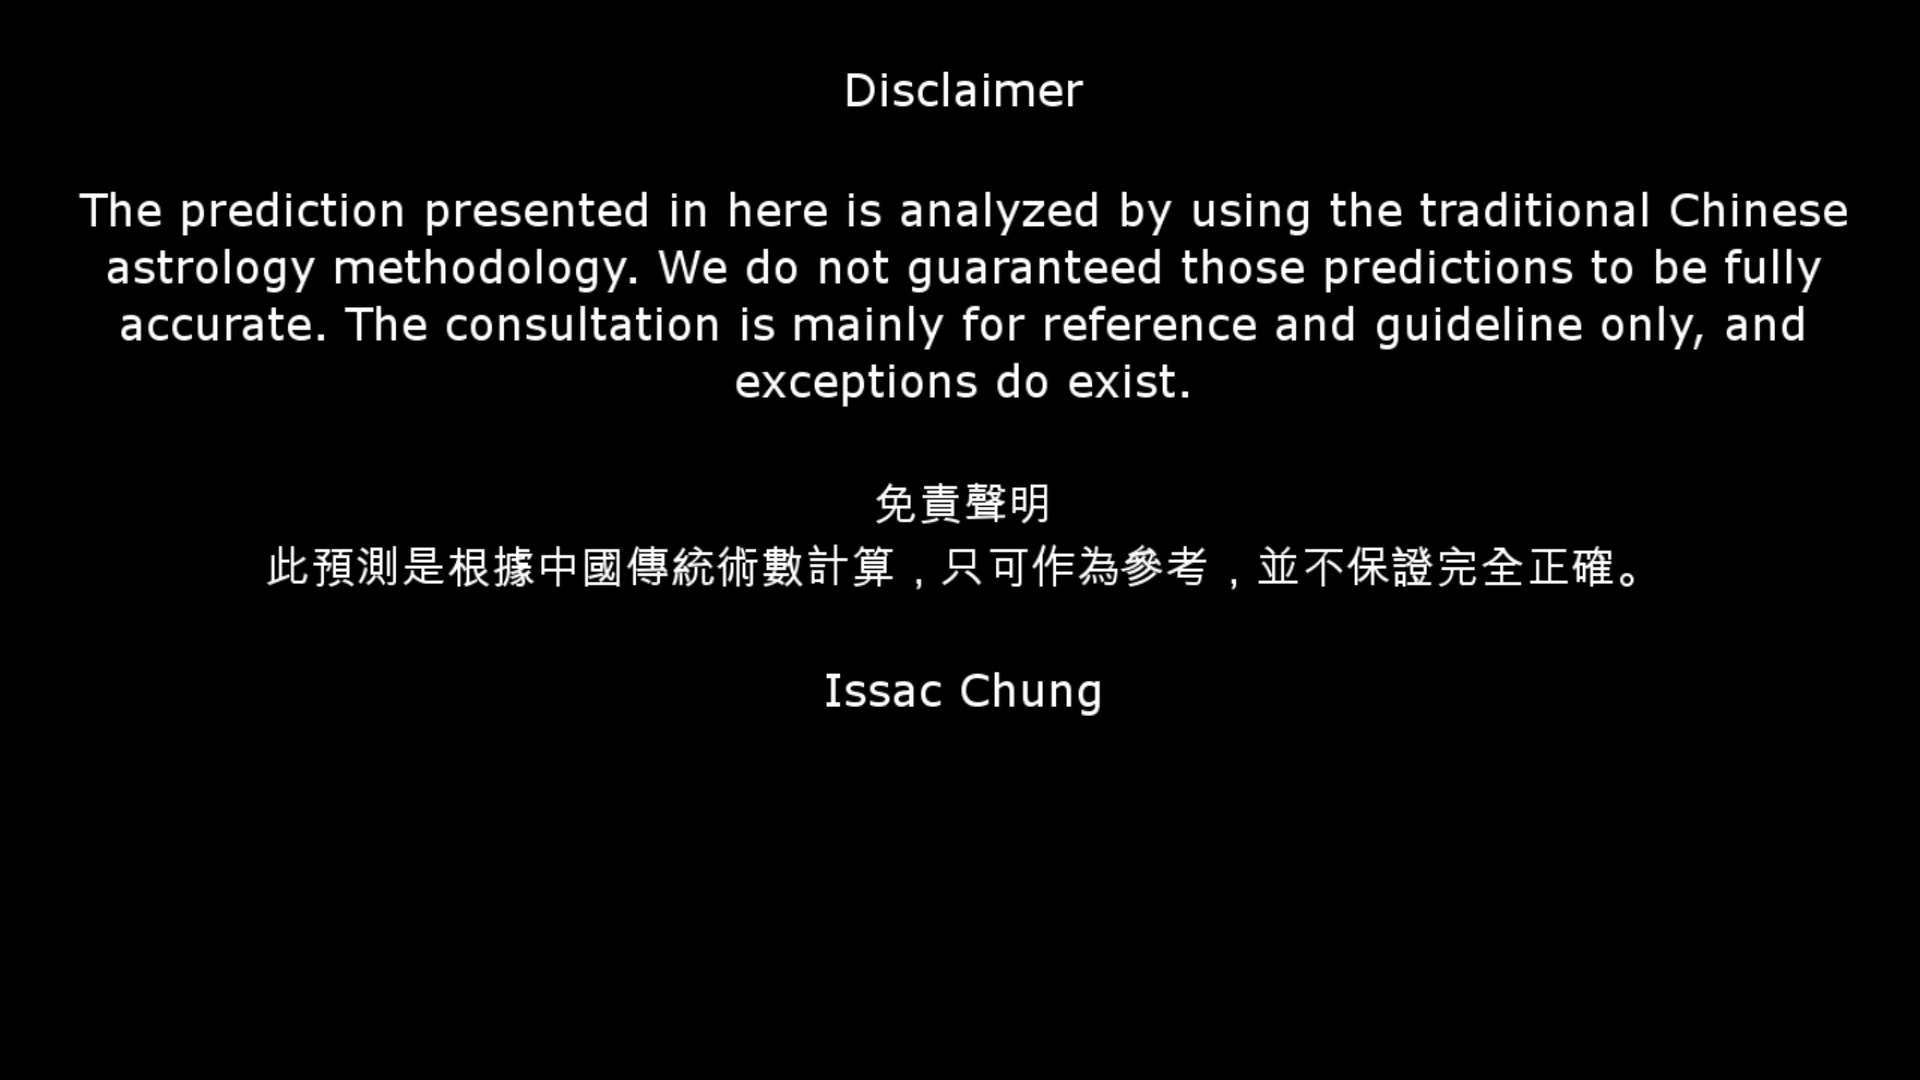 Disclaimer
The prediction presented in here is analyzed by using the traditional Chinese
astrology methodology. We do not guaranteed those predictions to be fully
accurate. The consultation is mainly for reference and guideline only, and
exceptions do exist.
免責聲明
此預測是根據中國傳統術數計算，只可作為參考，並不保證完全正確。
Issac Chung